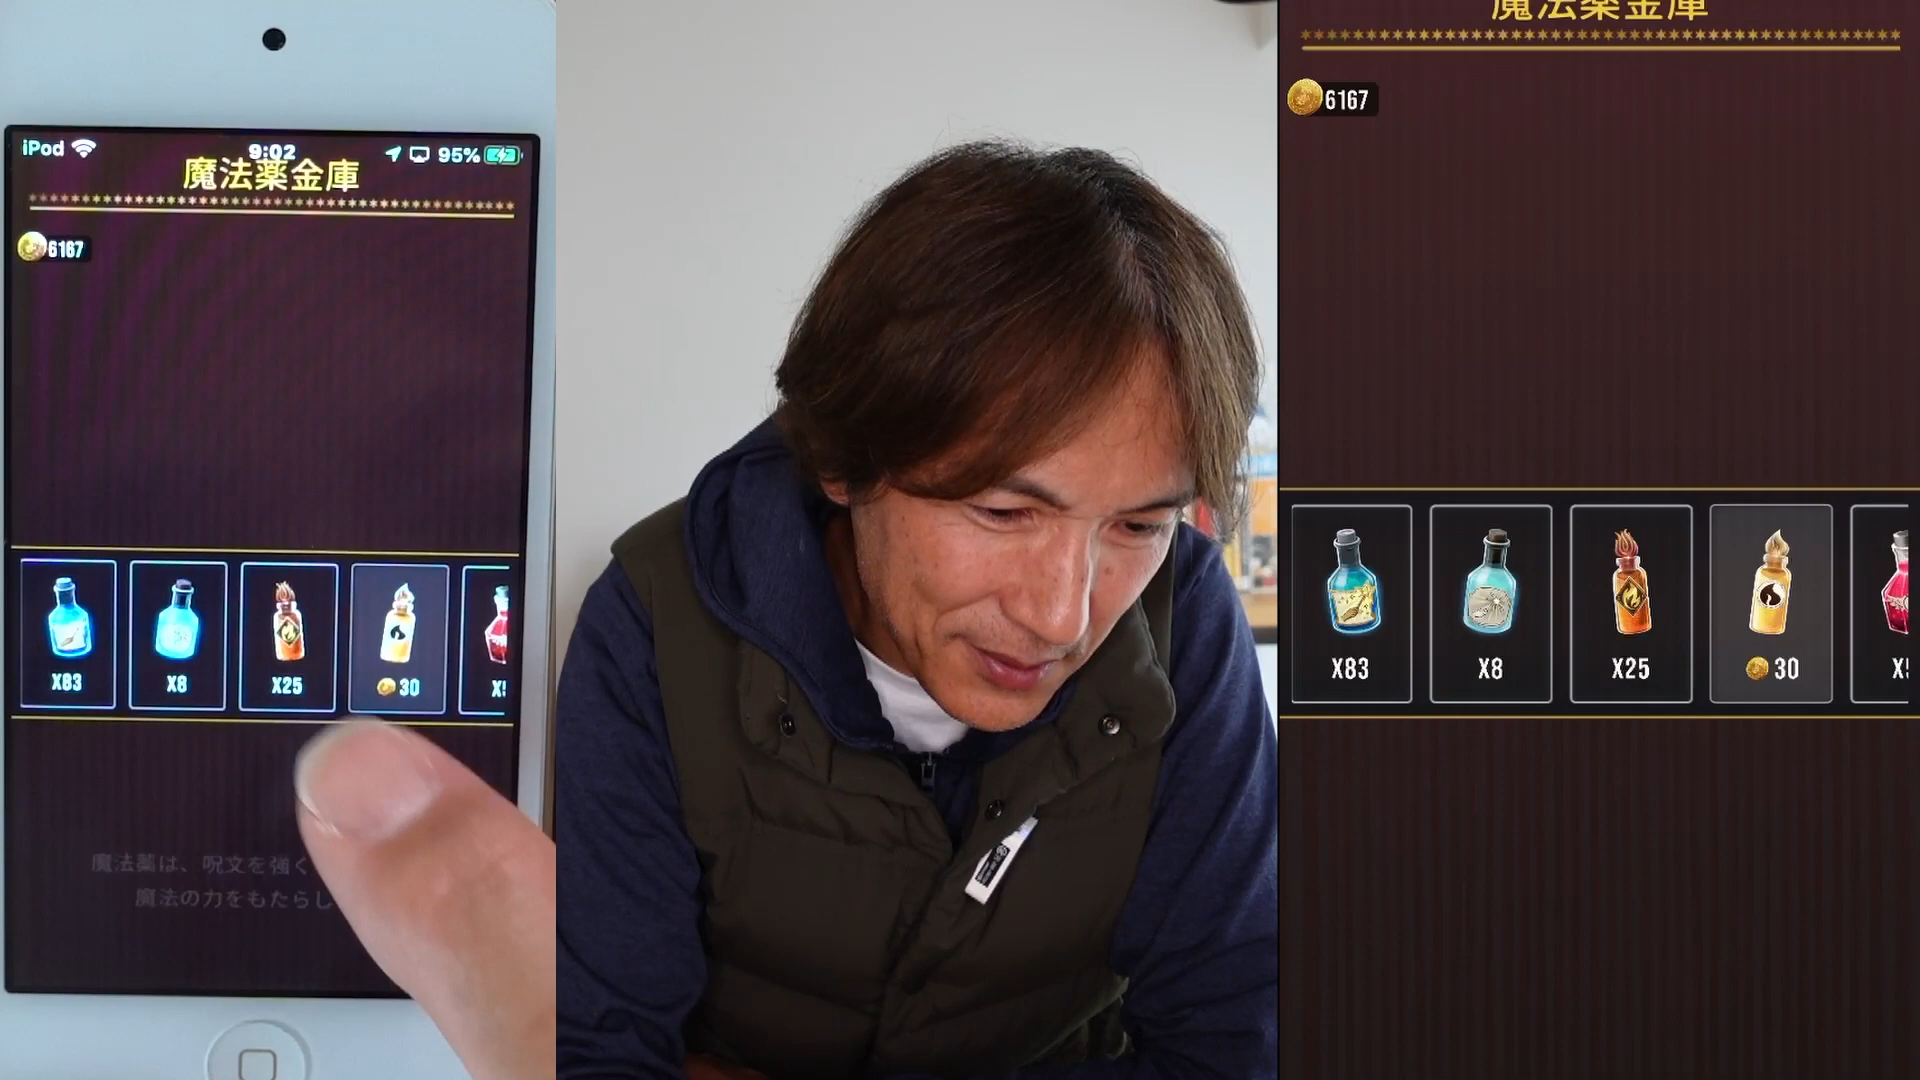 iPod 9:02 95%
魔法薬金庫
6167
X83 X8 X25 30
魔法薬は、呪文を強く
魔法の力をもたらし
魔法薬金庫
6167
X83 X8 X25 30